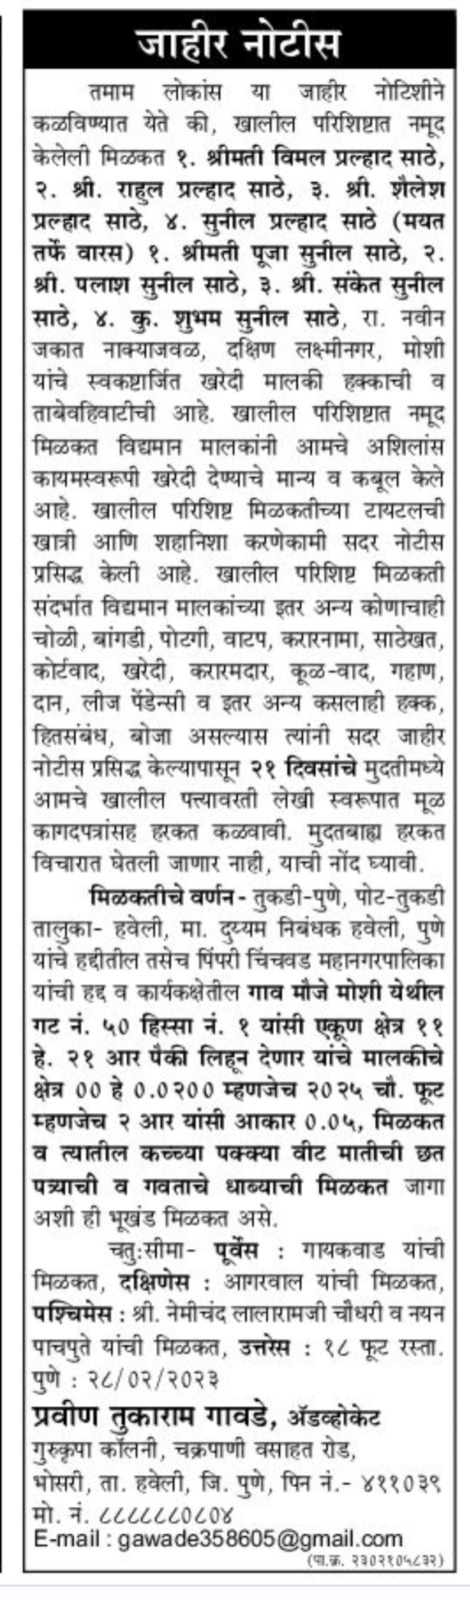 जाहीर नोटीस
तमाम लोकांस या जाहीर नोटिशीने
कळविण्यात येते की, खालील परिशिष्टात नमूद
केलेली मिळकत १. श्रीमती विमल प्रल्हाद साठे,
२. श्री. राहुल प्रल्हाद साठे, ३. श्री. शैलेश
प्रल्हाद साठे, ४. सुनील प्रल्हाद साठे (मयत
तर्फे वारस) १. श्रीमती पूजा सुनील साठे, २.
श्री. पलाश सुनील साठे, ३. श्री. संकेत सुनील
साठे, ४. कु. शुभम सुनील साठे, रा. नवीन
जकात नाक्याजवळ, दक्षिण लक्ष्मीनगर, मोशी
यांचे स्वकष्टार्जित खरेदी मालकी हक्काची व
ताबेवहिवाटीची आहे. खालील परिशिष्टात नमूद
मिळकत विद्यमान मालकांनी आमचे अशिलांस
कायमस्वरूपी खरेदी देण्याचे मान्य व कबूल केले
आहे. खालील परिशिष्ट मिळकतीच्या टायटलची
खात्री आणि शहानिशा करणेकामी सदर नोटीस
प्रसिद्ध केली आहे. खालील परिशिष्ट मिळकती
संदर्भात विद्यमान मालकांच्या इतर अन्य कोणाचाही
चोळी, बांगडी, पोटगी, वाटप, करारनामा, साठेखत,
कोर्टवाद, खरेदी, करारमदार, कूळ-वाद, गहाण,
दान, लीज पेंडेन्सी व इतर अन्य कसलाही हक्क,
हितसंबंध, बोजा असल्यास त्यांनी सदर जाहीर
नोटीस प्रसिद्ध केल्यापासून २१ दिवसांचे मुदतीमध्ये
आमचे खालील पत्त्यावरती लेखी स्वरूपात मूळ
कागदपत्रांसह हरकत कळवावी. मुदतबाह्य हरकत
विचारात घेतली जाणार नाही, याची नोंद घ्यावी.
मिळकतीचे वर्णन- तुकडी-पुणे, पोट-तुकडी
तालुका- हवेली, मा. दुय्यम निबंधक हवेली, पुणे
यांचे हद्दीतील तसेच पिंपरी चिंचवड महानगरपालिका
यांची हद्द व कार्यकक्षेतील गाव मौजे मोशी येथील
गट नं. ५० हिस्सा नं. १ यांसी एकूण क्षेत्र ११
हे. २१ आर पैकी लिहून देणार यांचे मालकीचे
क्षेत्र 00 हे 0.0२00 म्हणजेच २0२५ चौ. फूट
म्हणजेच २ आर यांसी आकार 0.0५, मिळकत
व त्यातील कच्च्या पक्क्या वीट मातीची छत
पत्र्याची व गवताचे धाब्याची मिळकत जागा
अशी ही भूखंड मिळकत असे.
चतु:सीमा- पूर्वेस : गायकवाड यांची
मिळकत, दक्षिणेस : आगरवाल यांची मिळकत,
पश्चिमेस : श्री. नेमीचंद लालारामजी चौधरी व नयन
पाचपुते यांची मिळकत, उत्तरेस : १८ फूट रस्ता.
पुणे : २८/०२/२०२३
प्रवीण तुकाराम गावडे, ॲडव्होकेट
गुरुकृपा कॉलनी, चक्रपाणी वसाहत रोड,
भोसरी, ता. हवेली, जि. पुणे, पिन नं.- ४११०३९
मो. नं. ८८८८८८०८०४
E-mail : gawade358605@gmail.com
(पा.क्र. २३०२१०५८३२)